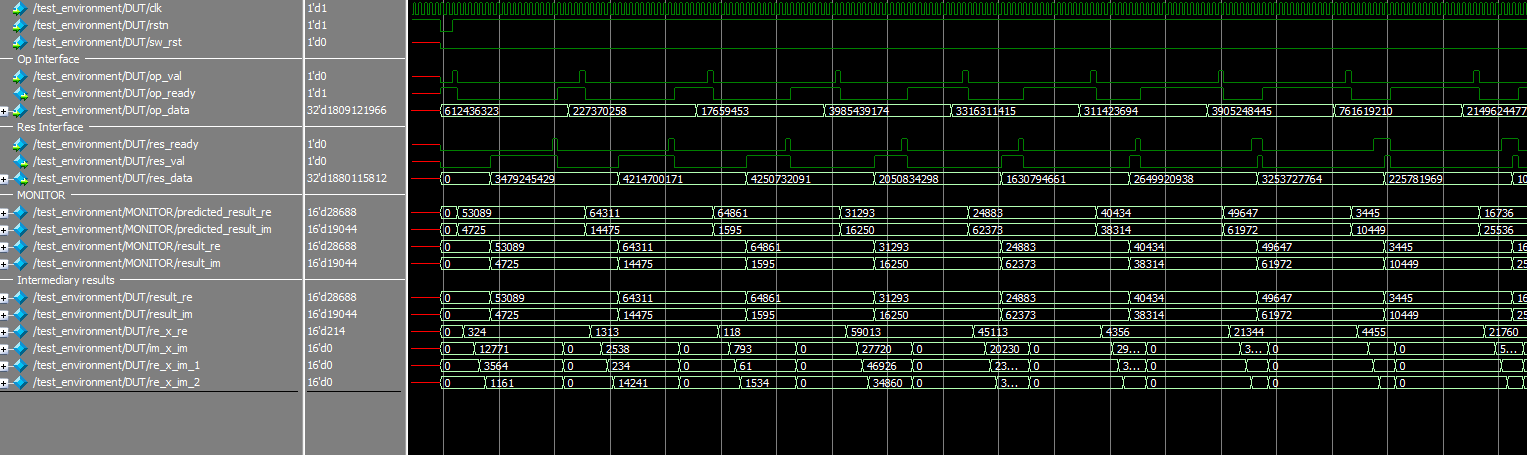 /test_environment/DUT/clk 1'd1
/test_environment/DUT/rstn 1'd1
/test_environment/DUT/sw_rst 1'd0
Op Interface
/test_environment/DUT/op_val 1'd0
/test_environment/DUT/op_ready 1'd1
/test_environment/DUT/op_data 32'd1809121966 612436323 227370258 17659453 3985439174 3316311415 311423694 3905248445 761619210 2149624477
Res Interface
/test_environment/DUT/res_ready 1'd0
/test_environment/DUT/res_val 1'd0
/test_environment/DUT/res_data 32'd1880115812 0 3479245429 4214700171 4250732091 2050834298 1630794661 2649920938 3253727764 225781969 10
MONITOR
/test_environment/MONITOR/predicted_result_re 16'd28688 0 53089 64311 64861 31293 24883 40434 49647 3445 16736
/test_environment/MONITOR/predicted_result_im 16'd19044 0 4725 14475 1595 16250 62373 38314 61972 10449 25536
/test_environment/MONITOR/result_re 16'd28688 0 53089 64311 64861 31293 24883 40434 49647 3445 16
/test_environment/MONITOR/result_im 16'd19044 0 4725 14475 1595 16250 62373 38314 61972 10449 25
Intermediary results
/test_environment/DUT/result_re 16'd28688 0 53089 64311 64861 31293 24883 40434 49647 3445 16
/test_environment/DUT/result_im 16'd19044 0 4725 14475 1595 16250 62373 38314 61972 10449 25
/test_environment/DUT/re_x_re 16'd214 0 324 1313 118 59013 45113 4356 21344 4455 21760
/test_environment/DUT/im_x_im 16'd0 0 12771 0 2538 0 793 0 27720 0 20230 0 29... 0 3... 0 0 5...
/test_environment/DUT/re_x_im_1 16'd0 0 3564 0 234 0 61 0 46926 0 23... 0 3... 0 0 0
/test_environment/DUT/re_x_im_2 16'd0 0 1161 0 14241 0 1534 0 34860 0 3... 0 0 0 0